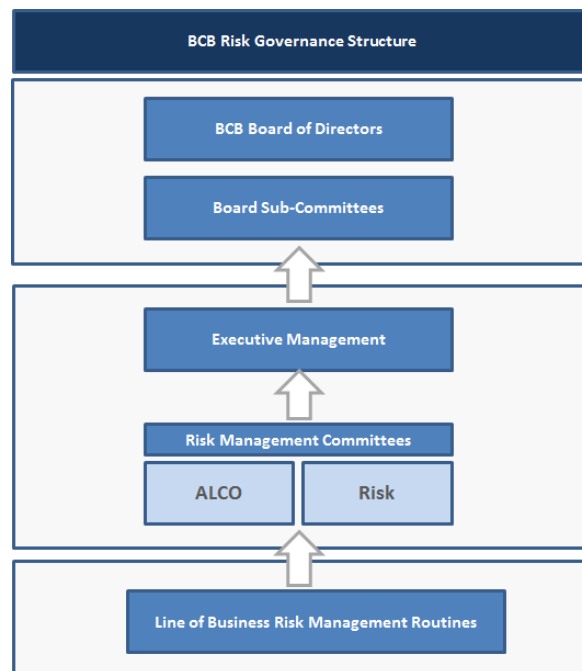 BCB Risk Governance Structure
BCB Board of Directors
Board Sub-Committees
Executive Management
Risk Management Committees
ALCO
Risk
Line of Business Risk Management Routines